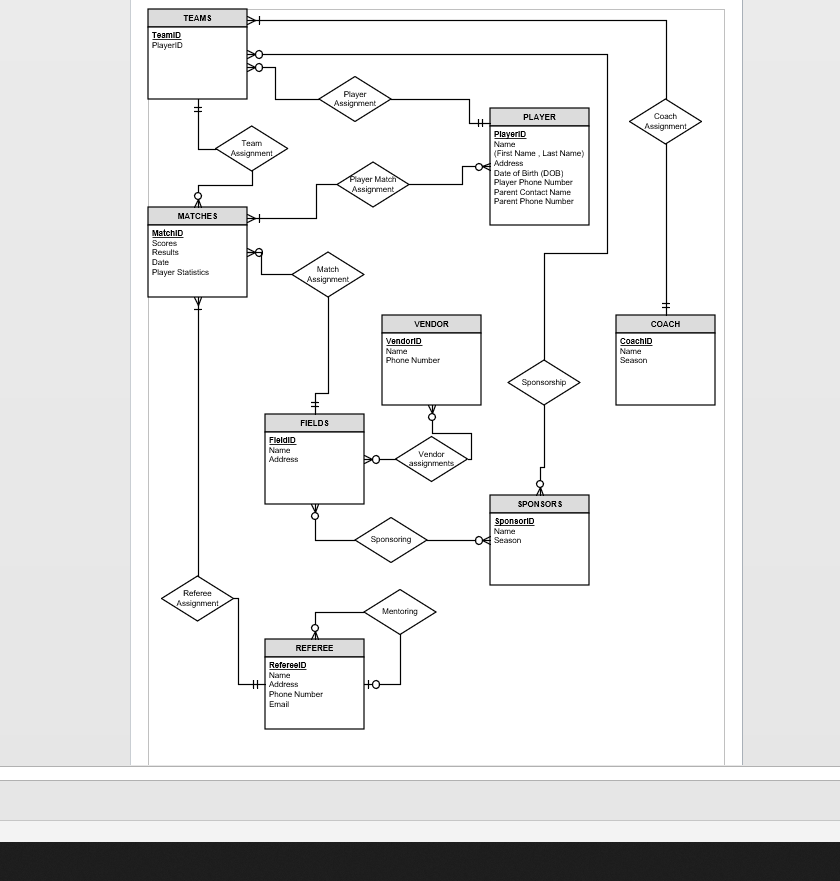 TEAMS
TeamID
PlayerID
Player
Assignment
PLAYER
PlayerID
Name
(First Name , Last Name)
Address
Date of Birth (DOB)
Player Phone Number
Parent Contact Name
Parent Phone Number
Coach
Assignment
Team
Assignment
Player Match
Assignment
MATCHES
MatchID
Scores
Results
Date
Player Statistics
Match
Assignment
VENDOR
VendorID
Name
Phone Number
COACH
CoachID
Name
Season
Sponsorship
FIELDS
FieldID
Name
Address
Vendor
assignments
SPONSORS
SponsorID
Name
Season
Sponsoring
Referee
Assignment
Mentoring
REFEREE
RefereeID
Name
Address
Phone Number
Email